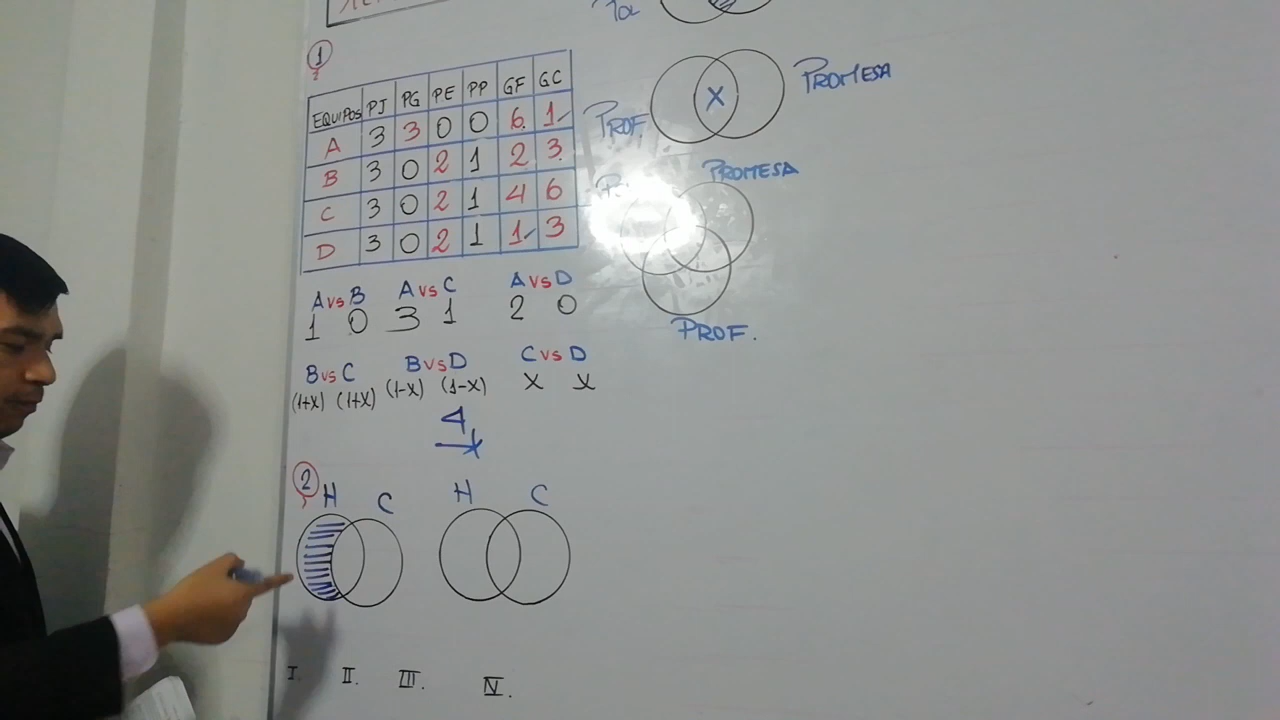 1
EQUIPOS PJ PG PE PP GF GC
A 3 3 0 0 6 1
B 3 0 2 1 2 3
C 3 0 2 1 4 6
D 3 0 2 1 1 3
A vs B A vs C A vs D
1 0 3 1 2 0
B vs C B vs D C vs D
(1+X) (1+X) (1-X) (1-X) X X
4
2
H C H C
I. II. III. IV.
PROF. X PROMESA
PROMESA
PROF.